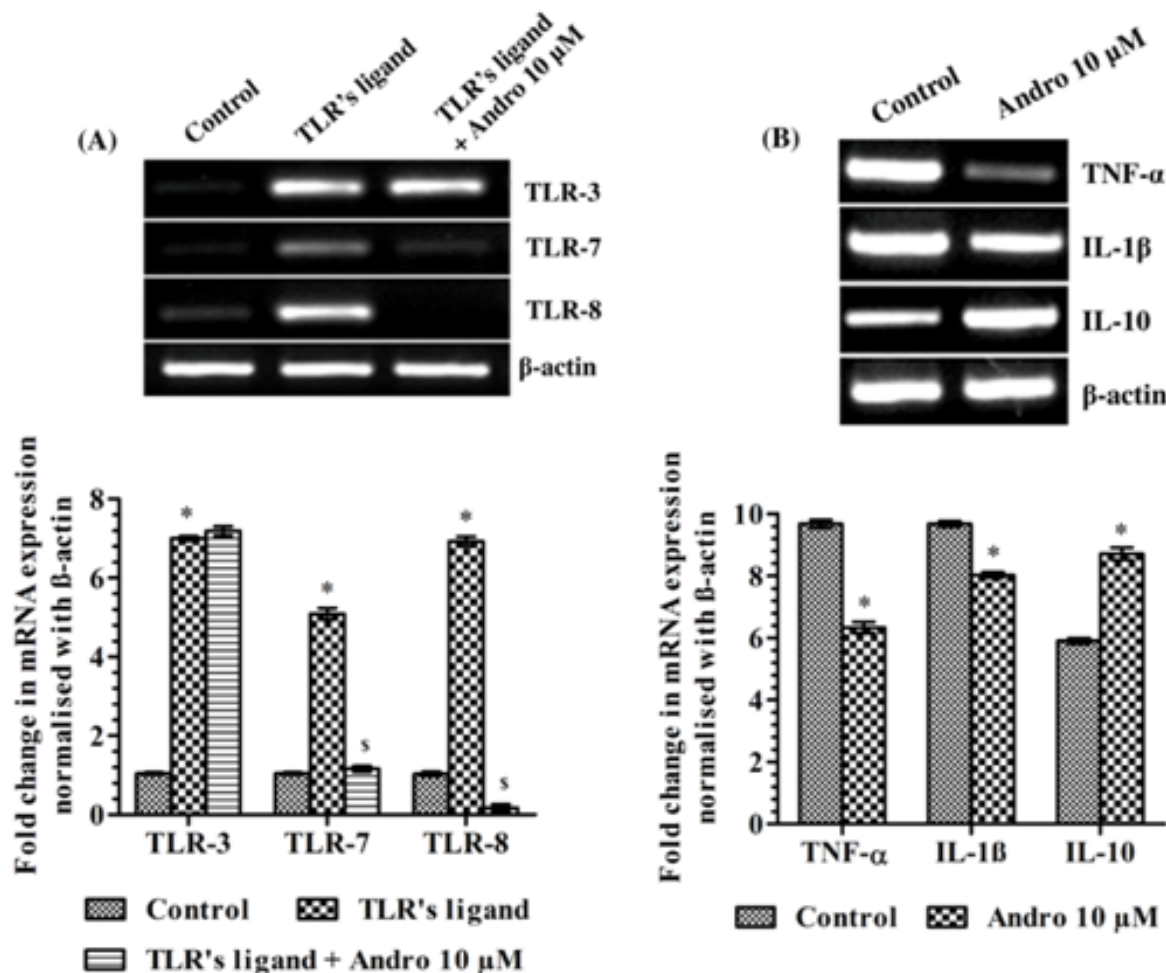 (A)
Control
TLR's ligand
TLR's ligand
+ Andro 10 µM
TLR-3
TLR-7
TLR-8
β-actin
Fold change in mRNA expression
normalised with ß-actin
8
6
4
2
0
*
*
s
*
s
TLR-3 TLR-7 TLR-8
Control TLR's ligand
TLR's ligand + Andro 10 µM
(B)
Control
Andro 10 µM
TNF-α
IL-1β
IL-10
β-actin
Fold change in mRNA expression
normalised with ß-actin
10
8
6
4
2
0
*
*
*
TNF-α IL-1ß IL-10
Control Andro 10 µM